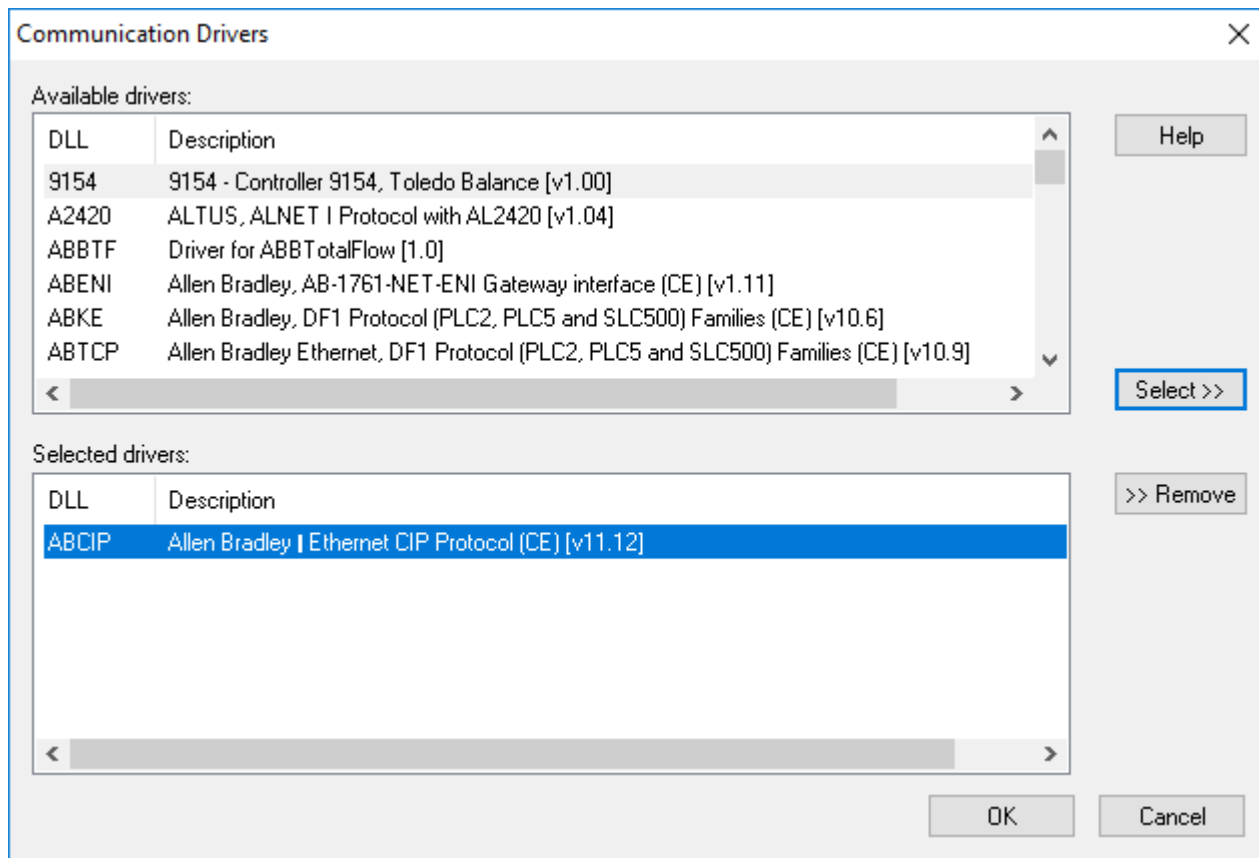 Communication Drivers
Available drivers:
DLL Description
9154 9154 - Controller 9154, Toledo Balance [v1.00]
A2420 ALTUS, ALNET I Protocol with AL2420 [v1.04]
ABBTF Driver for ABBTotalFlow [1.0]
ABENI Allen Bradley, AB-1761-NET-ENI Gateway interface (CE) [v1.11]
ABKE Allen Bradley, DF1 Protocol (PLC2, PLC5 and SLC500) Families (CE) [v10.6]
ABTCP Allen Bradley Ethernet, DF1 Protocol (PLC2, PLC5 and SLC500) Families (CE) [v10.9]
Help
Select >>
Selected drivers:
DLL Description
ABCIP Allen Bradley | Ethernet CIP Protocol (CE) [v11.12]
>> Remove
OK
Cancel